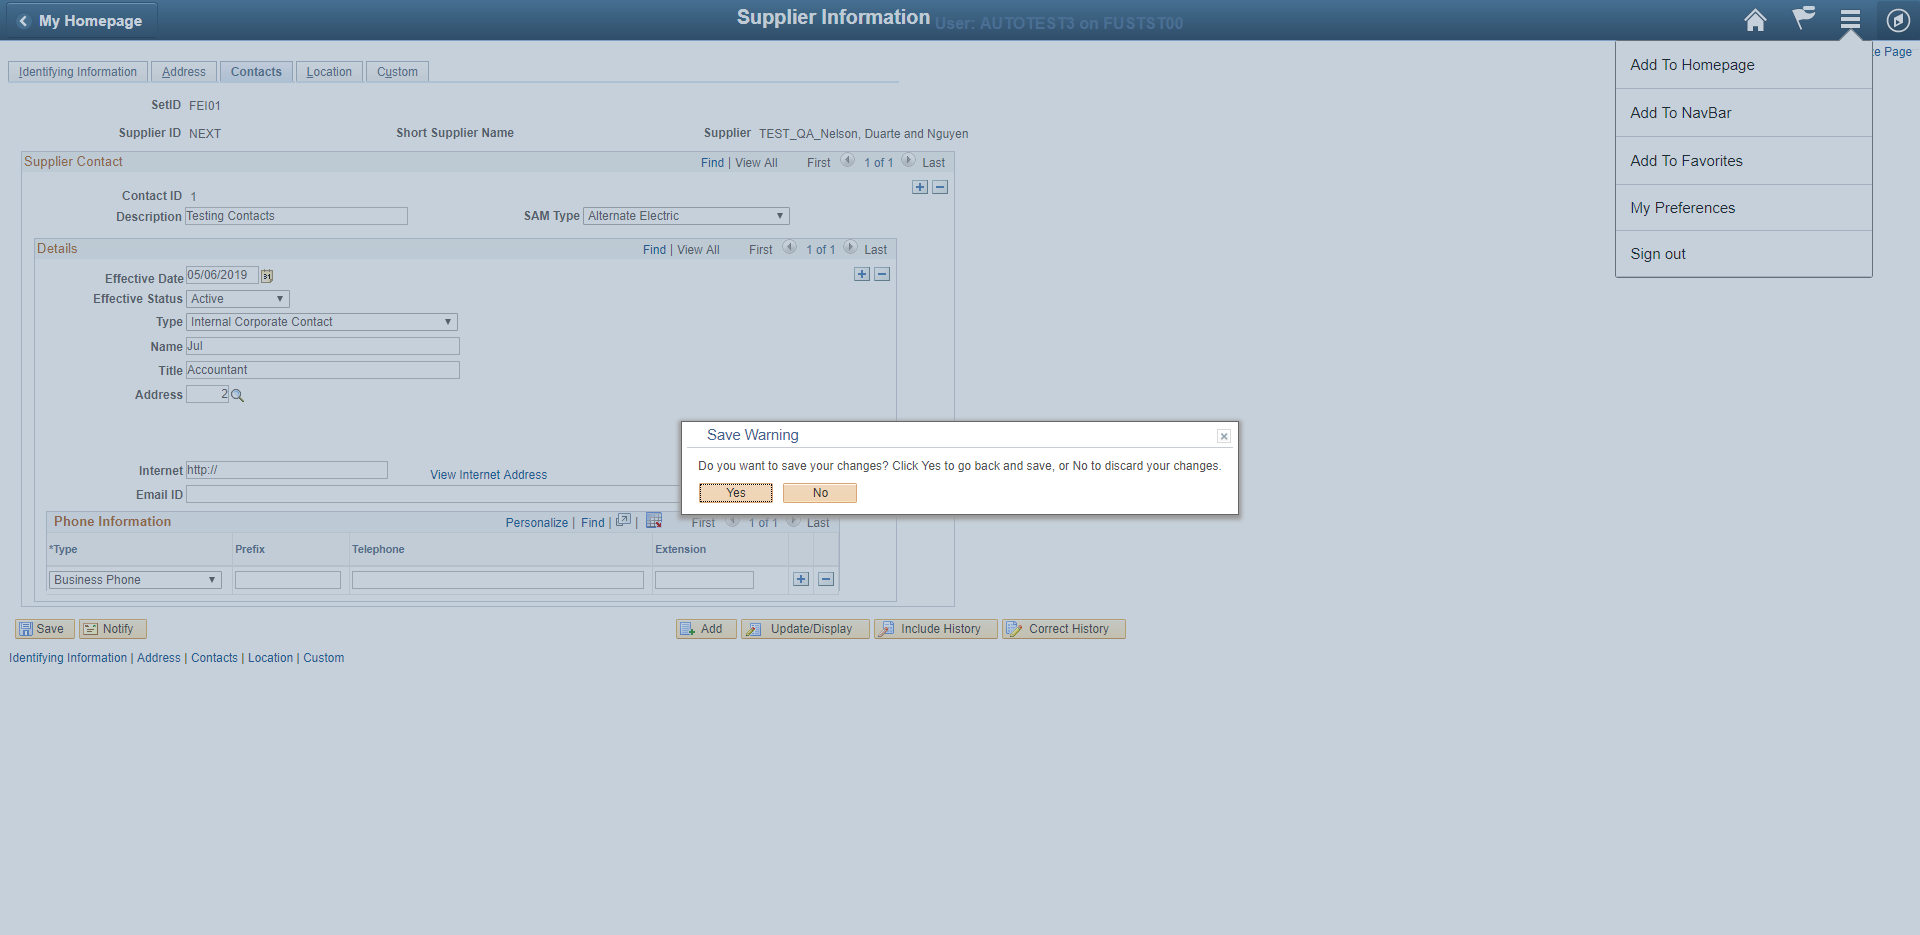 My Homepage
Supplier Information
User: AUTOTEST3 on FUSTST00
e Page
Add To Homepage
Add To NavBar
Add To Favorites
My Preferences
Sign out
Identifying Information Address Contacts Location Custom
SetID FEI01
Supplier ID NEXT Short Supplier Name Supplier TEST_QA_Nelson, Duarte and Nguyen
Supplier Contact Find | View All First 1 of 1 Last
Contact ID 1
Description Testing Contacts SAM Type Alternate Electric
Details Find | View All First 1 of 1 Last
Effective Date 05/06/2019 31
Effective Status Active
Type Internal Corporate Contact
Name Jul
Title Accountant
Address 2
Save Warning
Do you want to save your changes? Click Yes to go back and save, or No to discard your changes.
Yes No
Internet http:// View Internet Address
Email ID
Phone Information Personalize | Find | | First 1 of 1 Last
*Type Prefix Telephone Extension
Business Phone
Save Notify Add Update/Display Include History Correct History
Identifying Information | Address | Contacts | Location | Custom